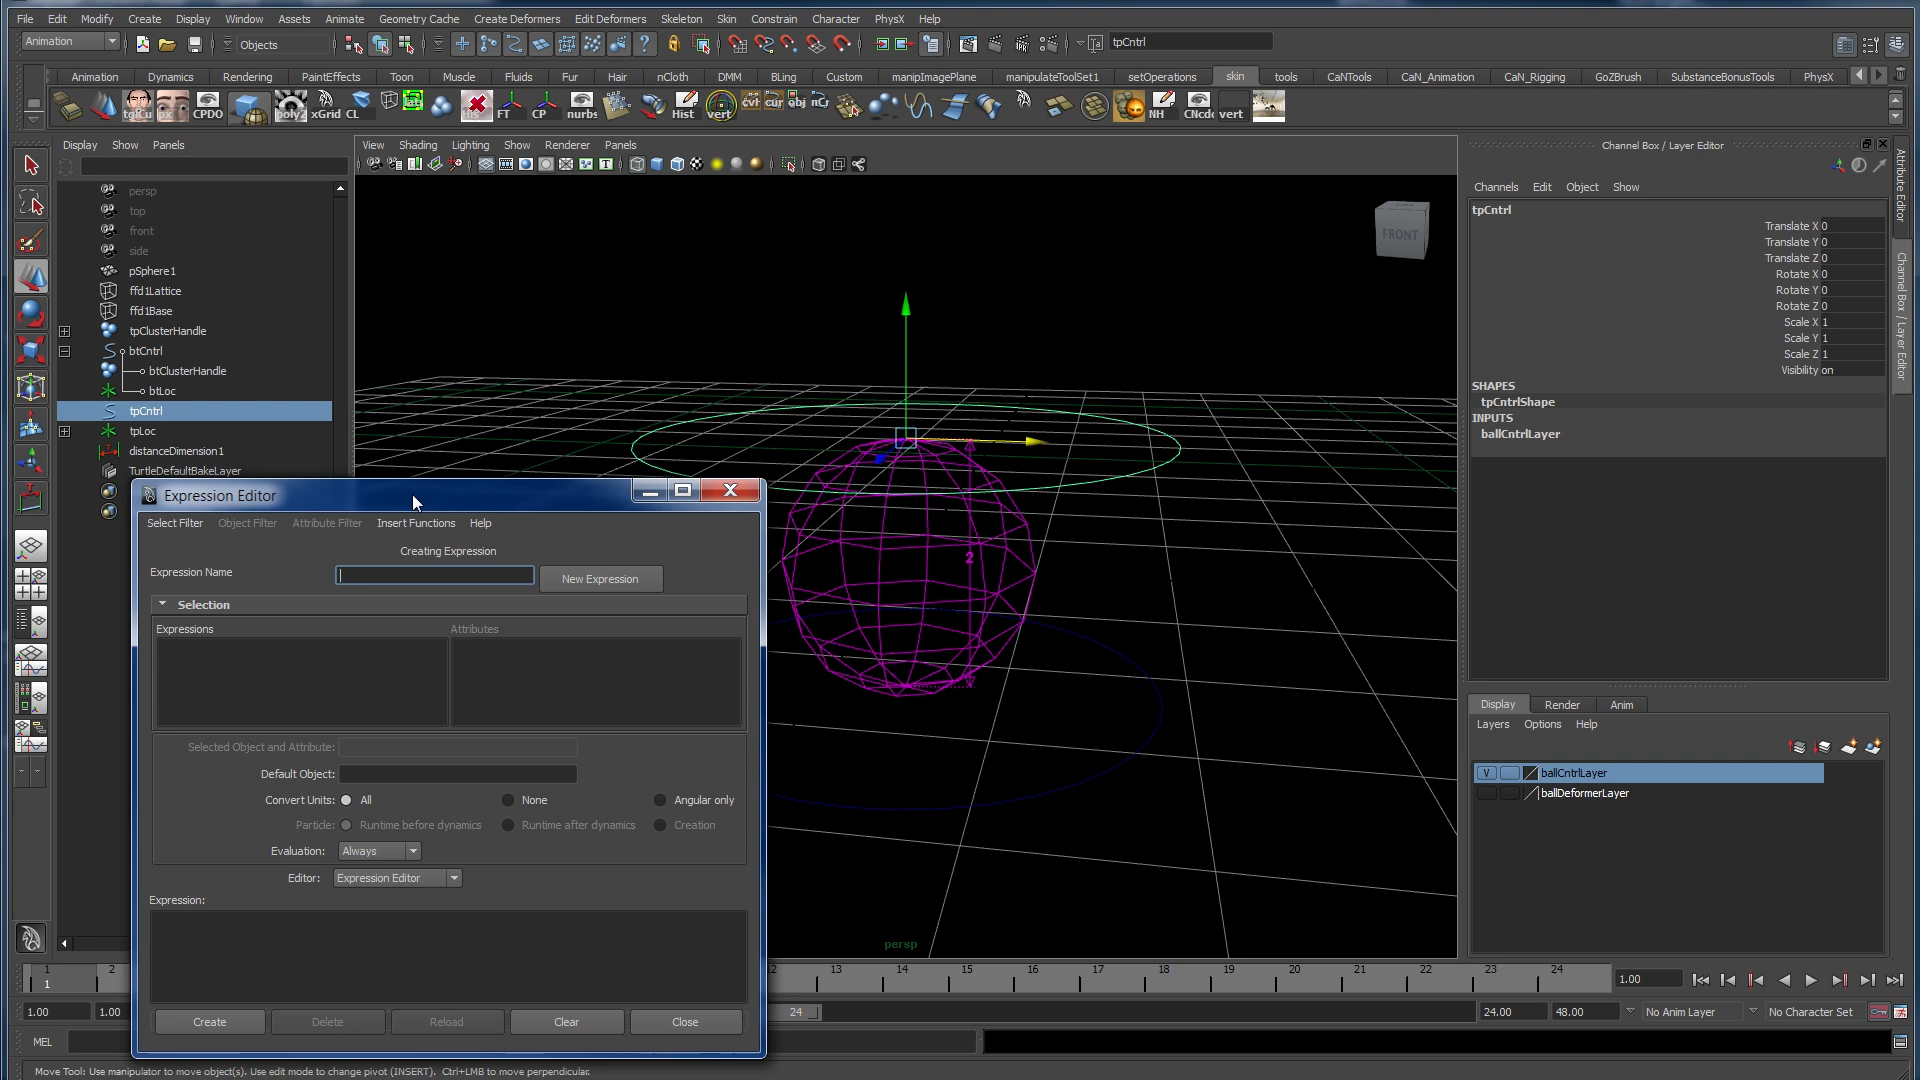 File Edit Modify Create Display Window Assets Animate Geometry Cache Create Deformers Edit Deformers Skeleton Skin Constrain Character PhysX Help
Animation Objects tpCntrl
Animation Dynamics Rendering PaintEffects Toon Muscle Fluids Fur Hair nCloth DMM BLing Custom manipImagePlane manipulateToolSet1 setOperations skin tools CaNTools CaN_Animation CaN_Rigging GoZBrush SubstanceBonusTools PhysX
CPDO polyZ xGrid CL His FT CP nurbs Hist vert cvl cur obj nCr NH CNcdo vert
Display Show Panels
View Shading Lighting Show Renderer Panels
Channel Box / Layer Editor
Channels Edit Object Show
persp
top
front
side
pSphere1
ffd1Lattice
ffd1Base
tpClusterHandle
btCntrl
btClusterHandle
btLoc
tpCntrl
tpLoc
distanceDimension1
TurtleDefaultBakeLayer
FRONT
2
persp
tpCntrl
Translate X 0
Translate Y 0
Translate Z 0
Rotate X 0
Rotate Y 0
Rotate Z 0
Scale X 1
Scale Y 1
Scale Z 1
Visibility on
SHAPES
tpCntrlShape
INPUTS
ballCntrlLayer
Attribute Editor
Channel Box / Layer Editor
Display Render Anim
Layers Options Help
V ballCntrlLayer
ballDeformerLayer
Expression Editor
Select Filter Object Filter Attribute Filter Insert Functions Help
Creating Expression
Expression Name New Expression
Selection
Expressions Attributes
Selected Object and Attribute:
Default Object:
Convert Units: All None Angular only
Particle: Runtime before dynamics Runtime after dynamics Creation
Evaluation: Always
Editor: Expression Editor
Expression:
Create Delete Reload Clear Close
1 2 12 13 14 15 16 17 18 19 20 21 22 23 24 1.00
1
1.00 1.00 24 24.00 48.00 No Anim Layer No Character Set
MEL
Move Tool: Use manipulator to move object(s). Use edit mode to change pivot (INSERT). Ctrl+LMB to move perpendicular.